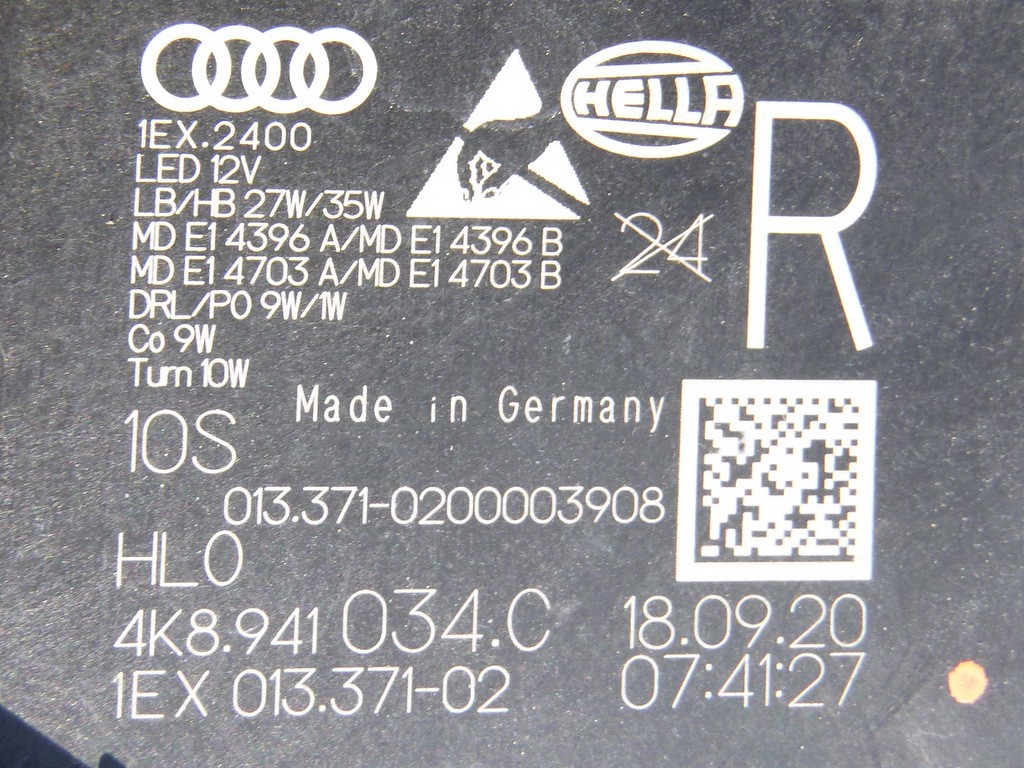 HELLA
R
1EX.2400
LED 12V
LB/HB 27W/35W
MD E1 4396 A/MD E1 4396 B
MD E1 4703 A/MD E1 4703 B
24
DRL/PO 9W/1W
Co 9W
Turn 10W
Made in Germany
10S
013.371-0200003908
HLO
4K8.941 034.C
18.09.20
1EX 013.371-02
07:41:27